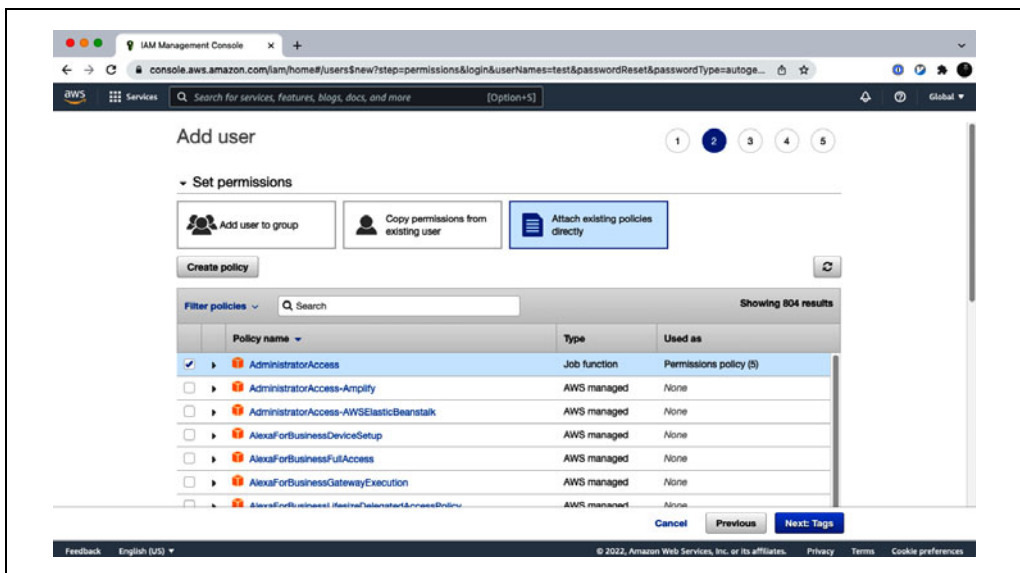 IAM Management Console
console.aws.amazon.com/iam/home#/users$new?step=permissions&login&userNames=test&passwordReset&passwordType=autoge...
aws Services Search for services, features, blogs, docs, and more [Option+S] Global
Add user
1 2 3 4 5
Set permissions
Add user to group
Copy permissions from existing user
Attach existing policies directly
Create policy
Filter policies Search Showing 804 results
Policy name Type Used as
AdministratorAccess Job function Permissions policy (5)
AdministratorAccess-Amplify AWS managed None
AdministratorAccess-AWSElasticBeanstalk AWS managed None
AlexaForBusinessDeviceSetup AWS managed None
AlexaForBusinessFullAccess AWS managed None
AlexaForBusinessGatewayExecution AWS managed None
AlexaForBusinessLifesizeDelegatedAccessPolicy AWS managed None
Cancel Previous Next: Tags
Feedback English (US) © 2022, Amazon Web Services, Inc. or its affiliates. Privacy Terms Cookie preferences